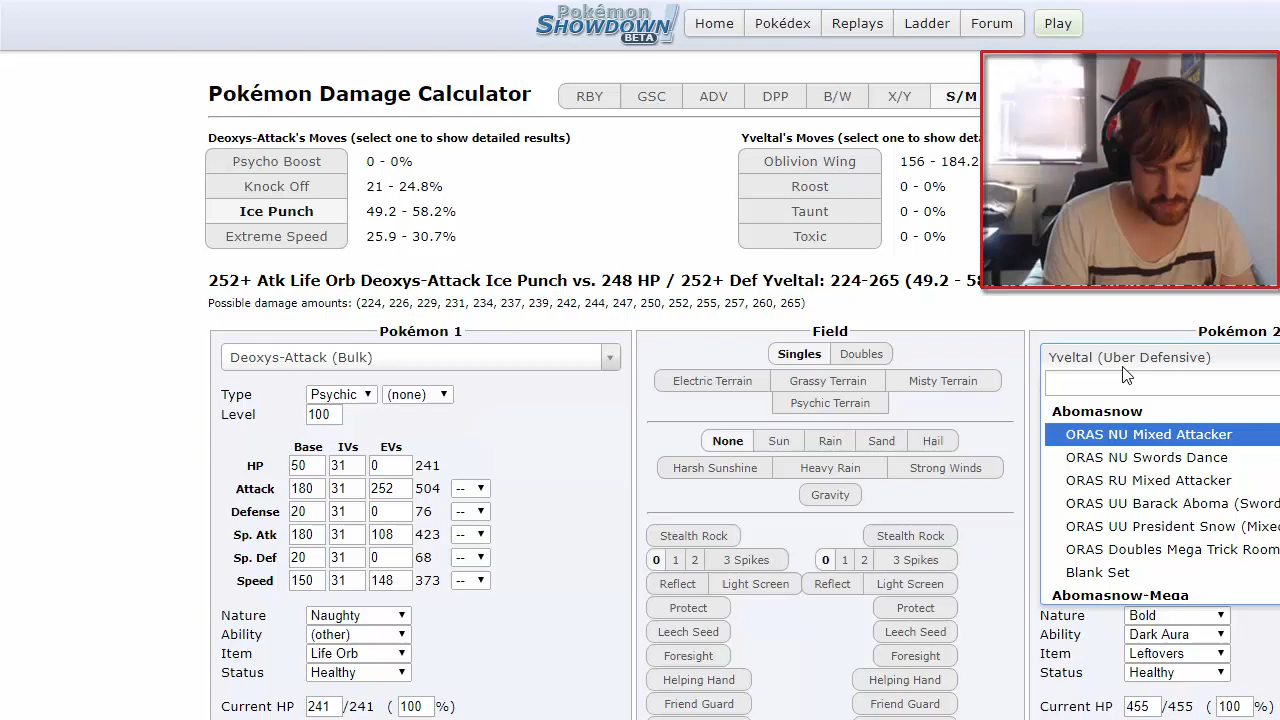 Pokémon
SHOWDOWN!
BETA
Home Pokédex Replays Ladder Forum Play
Pokémon Damage Calculator RBY GSC ADV DPP B/W X/Y S/M
Deoxys-Attack's Moves (select one to show detailed results)
Psycho Boost 0 - 0%
Knock Off 21 - 24.8%
Ice Punch 49.2 - 58.2%
Extreme Speed 25.9 - 30.7%
Yveltal's Moves (select one to show
Oblivion Wing 156 - 184.2
Roost 0 - 0%
Taunt 0 - 0%
Toxic 0 - 0%
252+ Atk Life Orb Deoxys-Attack Ice Punch vs. 248 HP / 252+ Def Yveltal: 224-265 (49.2 -
Possible damage amounts: (224, 226, 229, 231, 234, 237, 239, 242, 244, 247, 250, 252, 255, 257, 260, 265)
Pokémon 1
Deoxys-Attack (Bulk)
Type Psychic (none)
Level 100
Base IVs EVs
HP 50 31 0 241
Attack 180 31 252 504 --
Defense 20 31 0 76 --
Sp. Atk 180 31 108 423 --
Sp. Def 20 31 0 68 --
Speed 150 31 148 373 --
Nature Naughty
Ability (other)
Item Life Orb
Status Healthy
Current HP 241 /241 ( 100 %)
Field
Singles Doubles
Electric Terrain Grassy Terrain Misty Terrain
Psychic Terrain
None Sun Rain Sand Hail
Harsh Sunshine Heavy Rain Strong Winds
Gravity
Stealth Rock Stealth Rock
0 1 2 3 Spikes 0 1 2 3 Spikes
Reflect Light Screen Reflect Light Screen
Protect Protect
Leech Seed Leech Seed
Foresight Foresight
Helping Hand Helping Hand
Friend Guard Friend Guard
Pokémon 2
Yveltal (Uber Defensive)
Abomasnow
ORAS NU Mixed Attacker
ORAS NU Swords Dance
ORAS RU Mixed Attacker
ORAS UU Barack Aboma (Sword
ORAS UU President Snow (Mixed
ORAS Doubles Mega Trick Room
Blank Set
Abomasnow-Mega
Nature Bold
Ability Dark Aura
Item Leftovers
Status Healthy
Current HP 455 /455 ( 100 %)